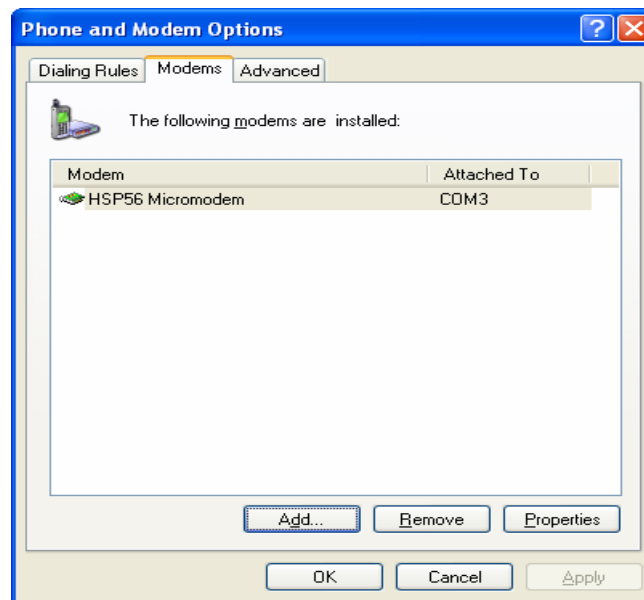 Phone and Modem Options
Dialing Rules Modems Advanced
The following modems are installed:
Modem Attached To
HSP56 Micromodem COM3
Add... Remove Properties
OK Cancel Apply